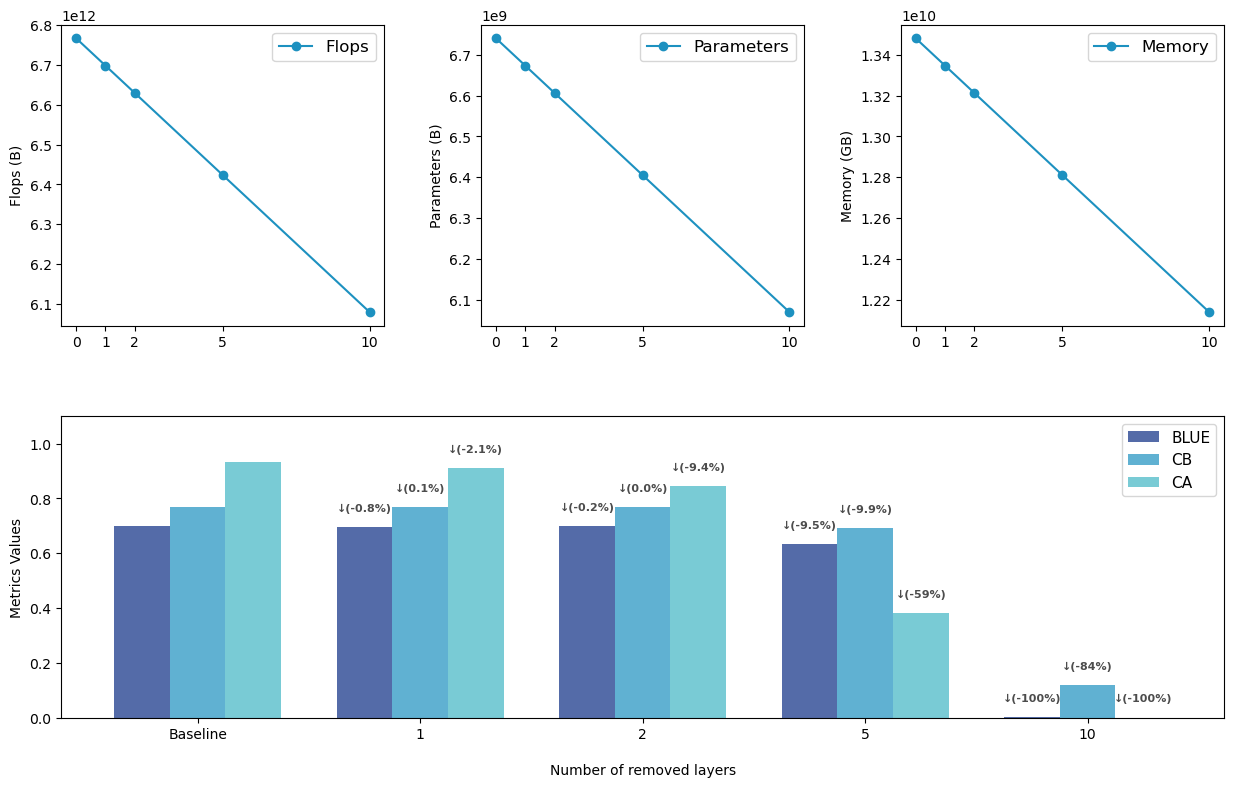 1e12
6.8
6.7
6.6
6.5
6.4
6.3
6.2
6.1
Flops (B)
Flops
0 1 2 5 10
1e9
6.7
6.6
6.5
6.4
6.3
6.2
6.1
Parameters (B)
Parameters
0 1 2 5 10
1e10
1.34
1.32
1.30
1.28
1.26
1.24
1.22
Memory (GB)
Memory
0 1 2 5 10
1.0
0.8
0.6
0.4
0.2
0.0
Metrics Values
BLUE
CB
CA
↓(-0.8%)
↓(0.1%)
↓(-2.1%)
↓(-0.2%)
↓(0.0%)
↓(-9.4%)
↓(-9.5%)
↓(-9.9%)
↓(-59%)
↓(-100%)
↓(-84%)
↓(-100%)
Baseline 1 2 5 10
Number of removed layers